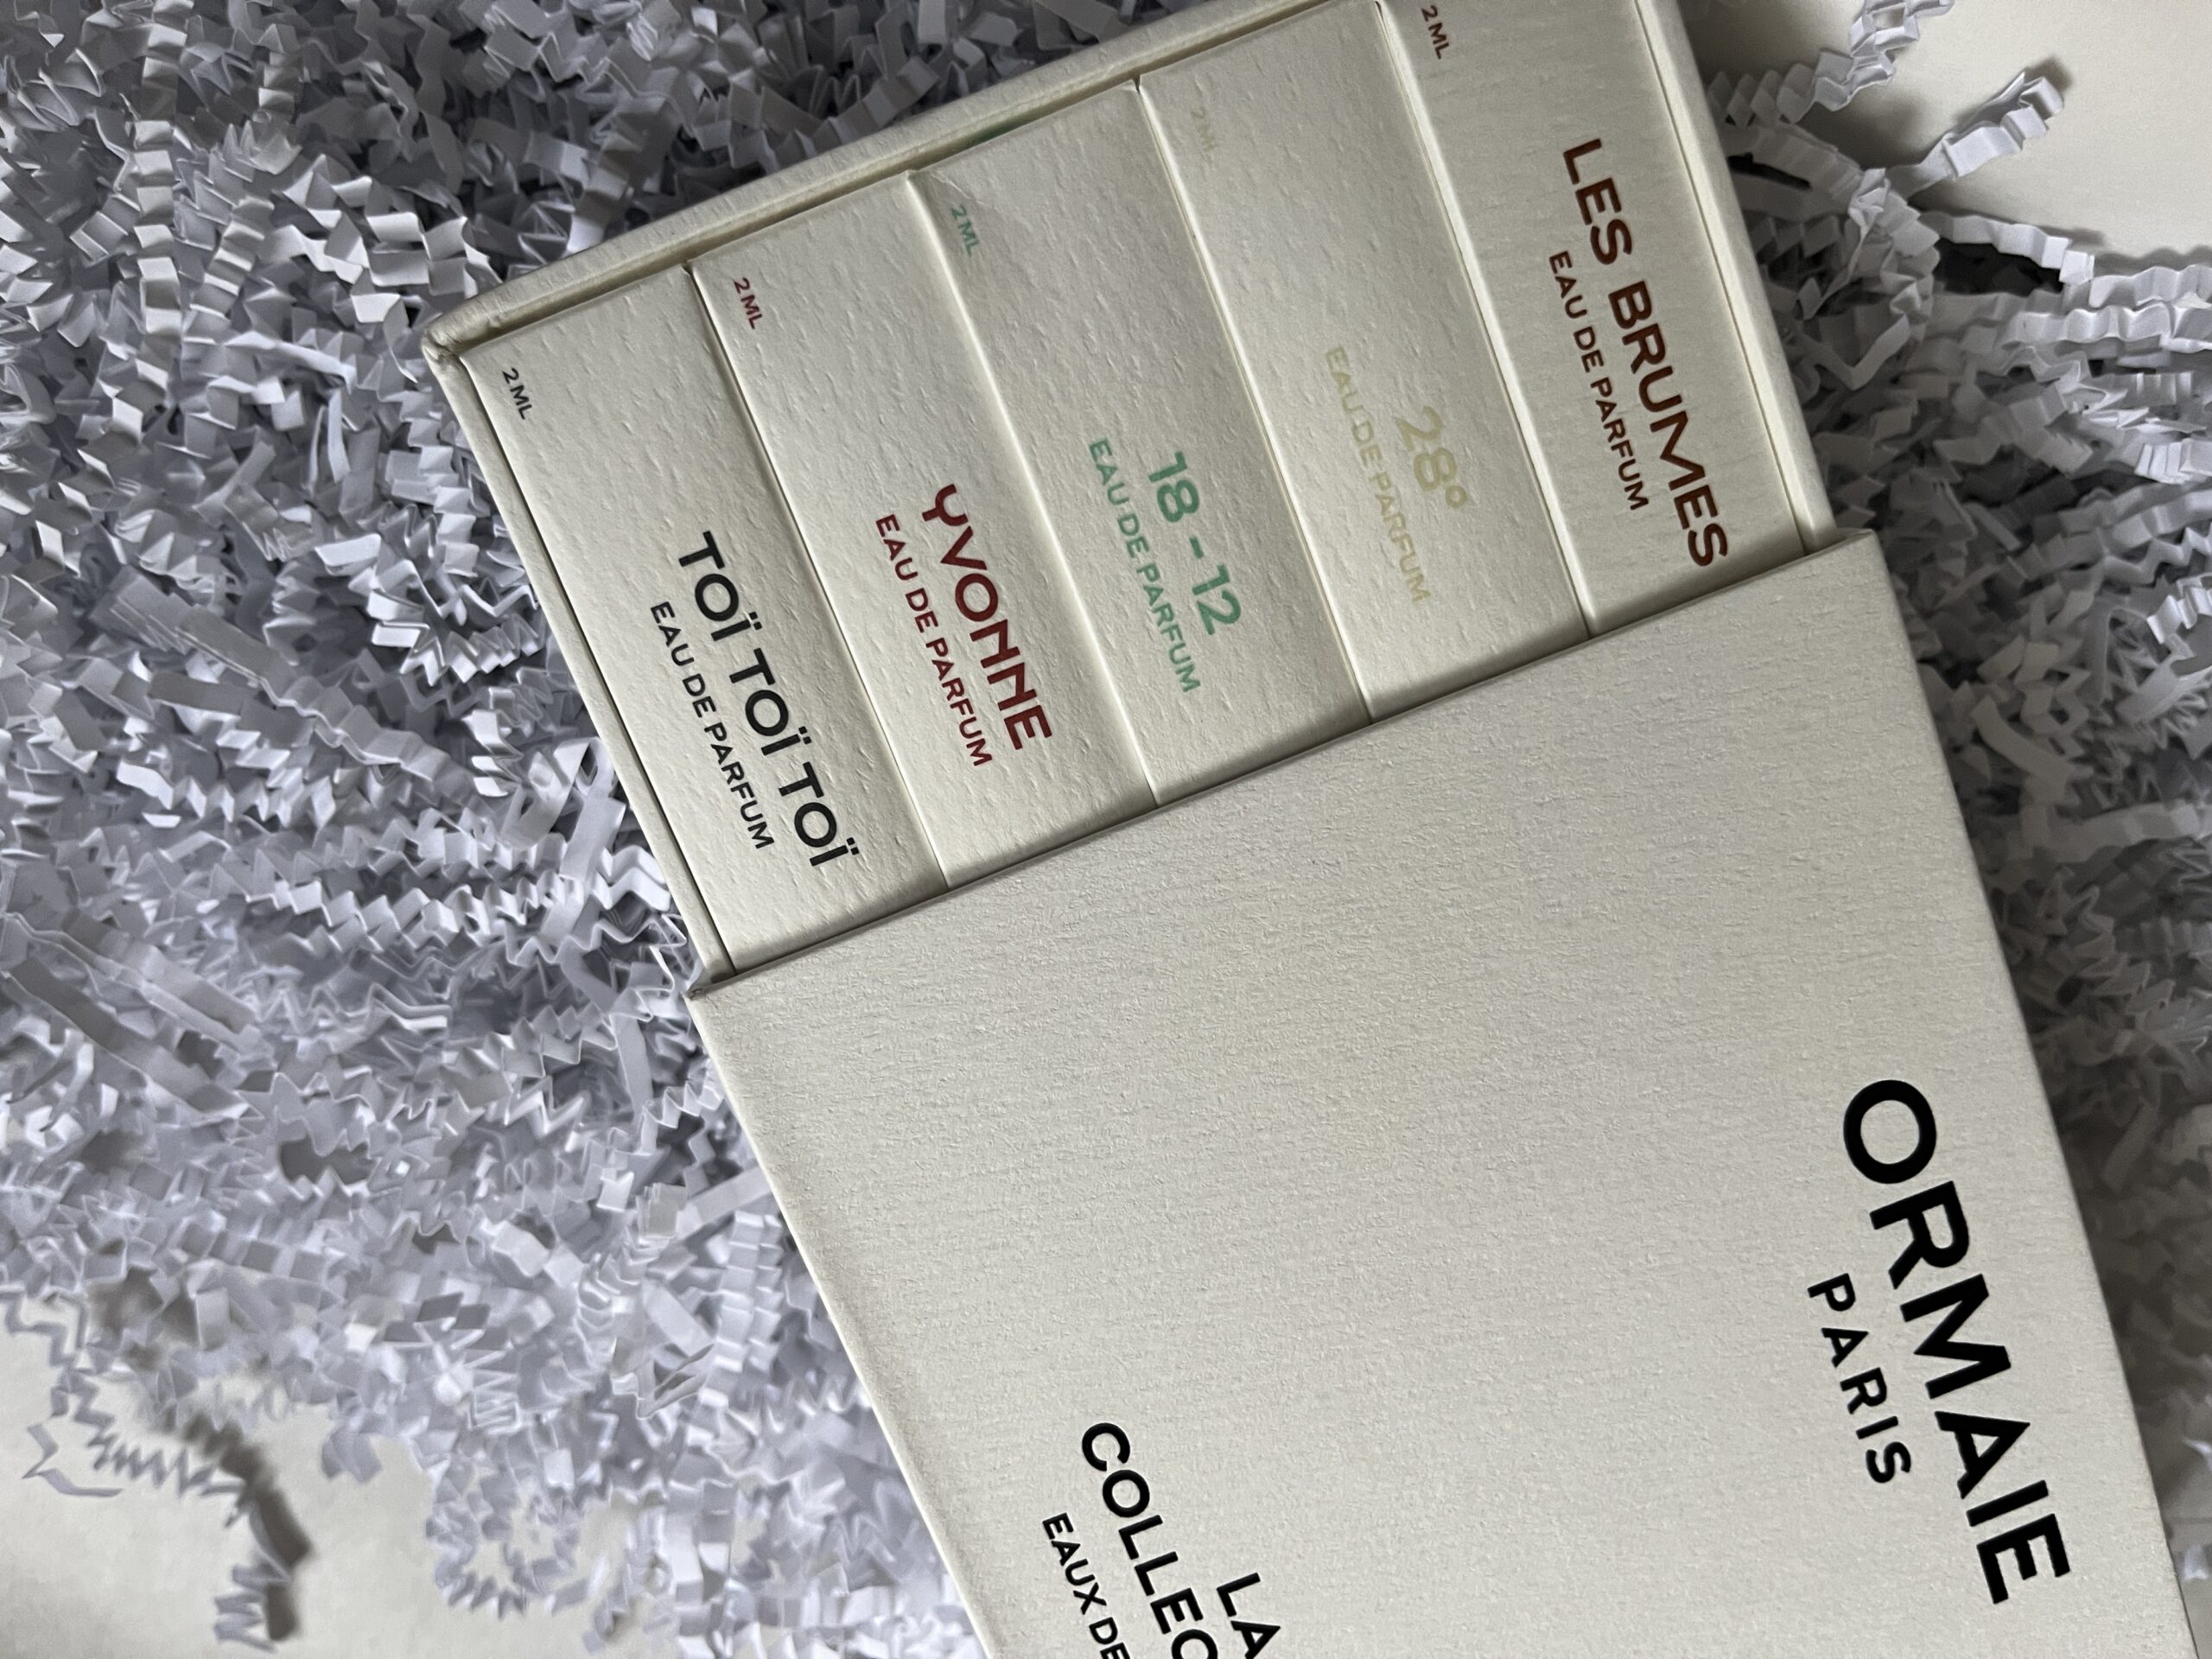 ORMAIE
PARIS
LA
COLLEC
EAUX DE
LES BRUMES
EAU DE PARFUM
2 ML
28°
EAU DE PARFUM
2 ML
18 - 12
EAU DE PARFUM
2 ML
YVONNE
EAU DE PARFUM
2 ML
TOÏ TOÏ TOÏ
EAU DE PARFUM
2 ML